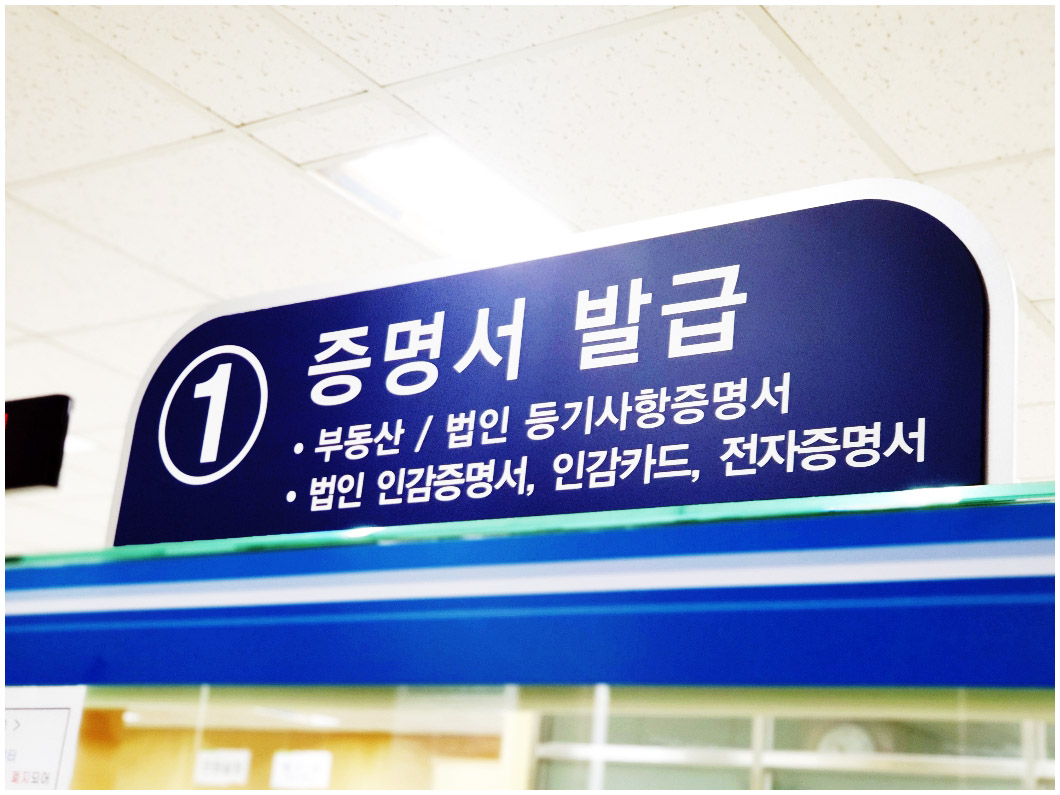 ① 증명서 발급
• 부동산 / 법인 등기사항증명서
• 법인 인감증명서, 인감카드, 전자증명서